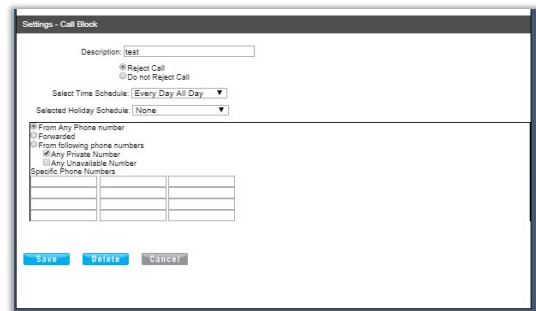 Settings - Call Block
Description: test
Reject Call
Do not Reject Call
Select Time Schedule: Every Day All Day
Selected Holiday Schedule: None
From Any Phone number
Forwarded
From following phone numbers
Any Private Number
Any Unavailable Number
Specific Phone Numbers
Save Delete Cancel